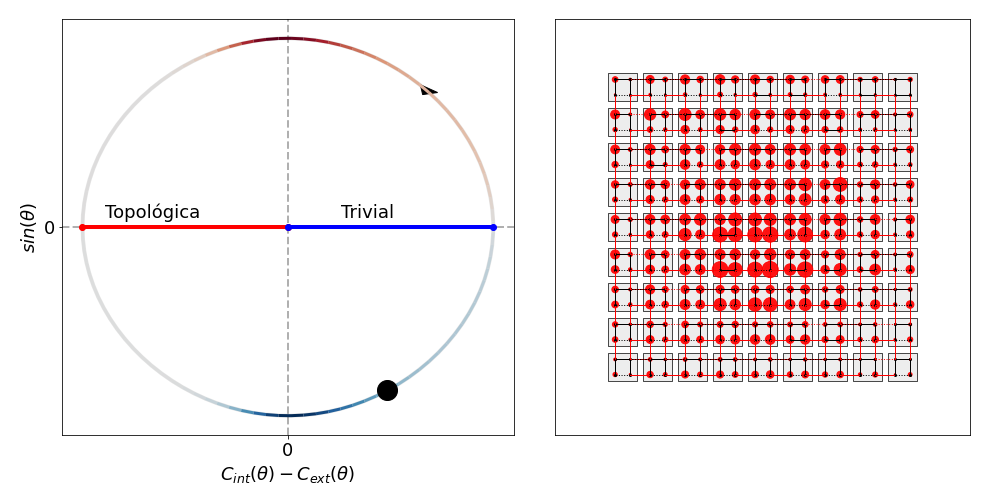 Topológica
Trivial
sin(θ)
0
0
C_int(θ) − C_ext(θ)